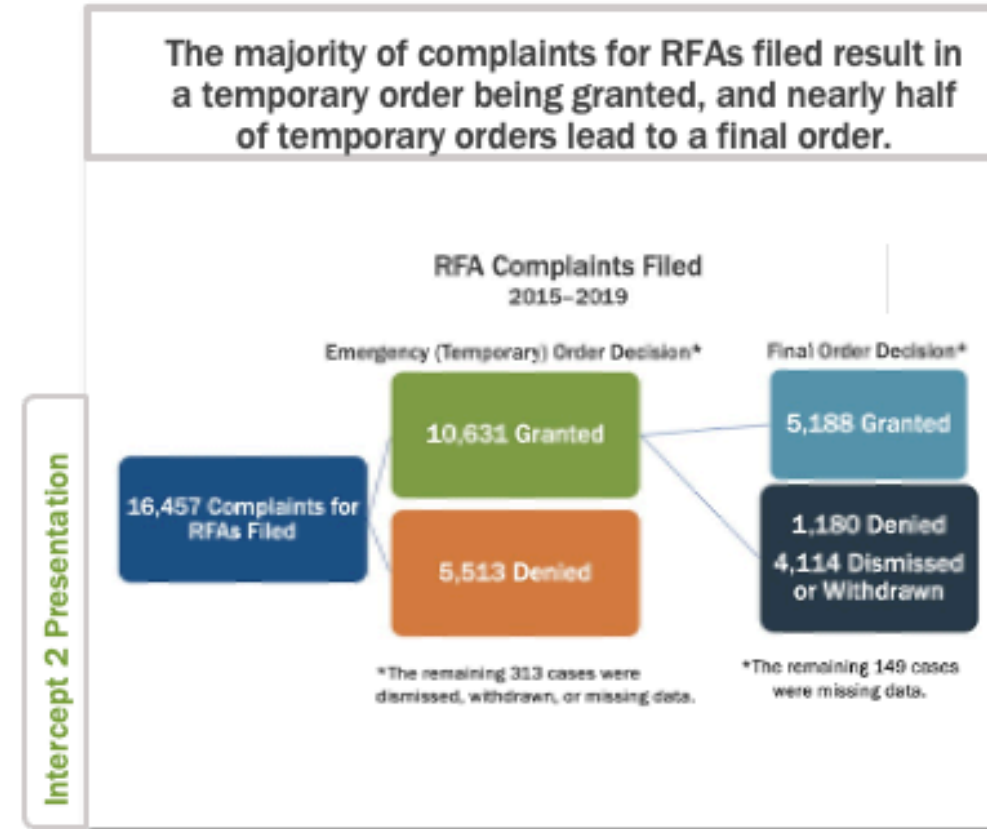 The majority of complaints for RFAs filed result in
a temporary order being granted, and nearly half
of temporary orders lead to a final order.
RFA Complaints Filed
2015–2019
Emergency (Temporary) Order Decision*
Final Order Decision*
16,457 Complaints for
RFAs Filed
10,631 Granted
5,513 Denied
5,188 Granted
1,180 Denied
4,114 Dismissed
or Withdrawn
*The remaining 313 cases were
dismissed, withdrawn, or missing data.
*The remaining 149 cases
were missing data.
Intercept 2 Presentation